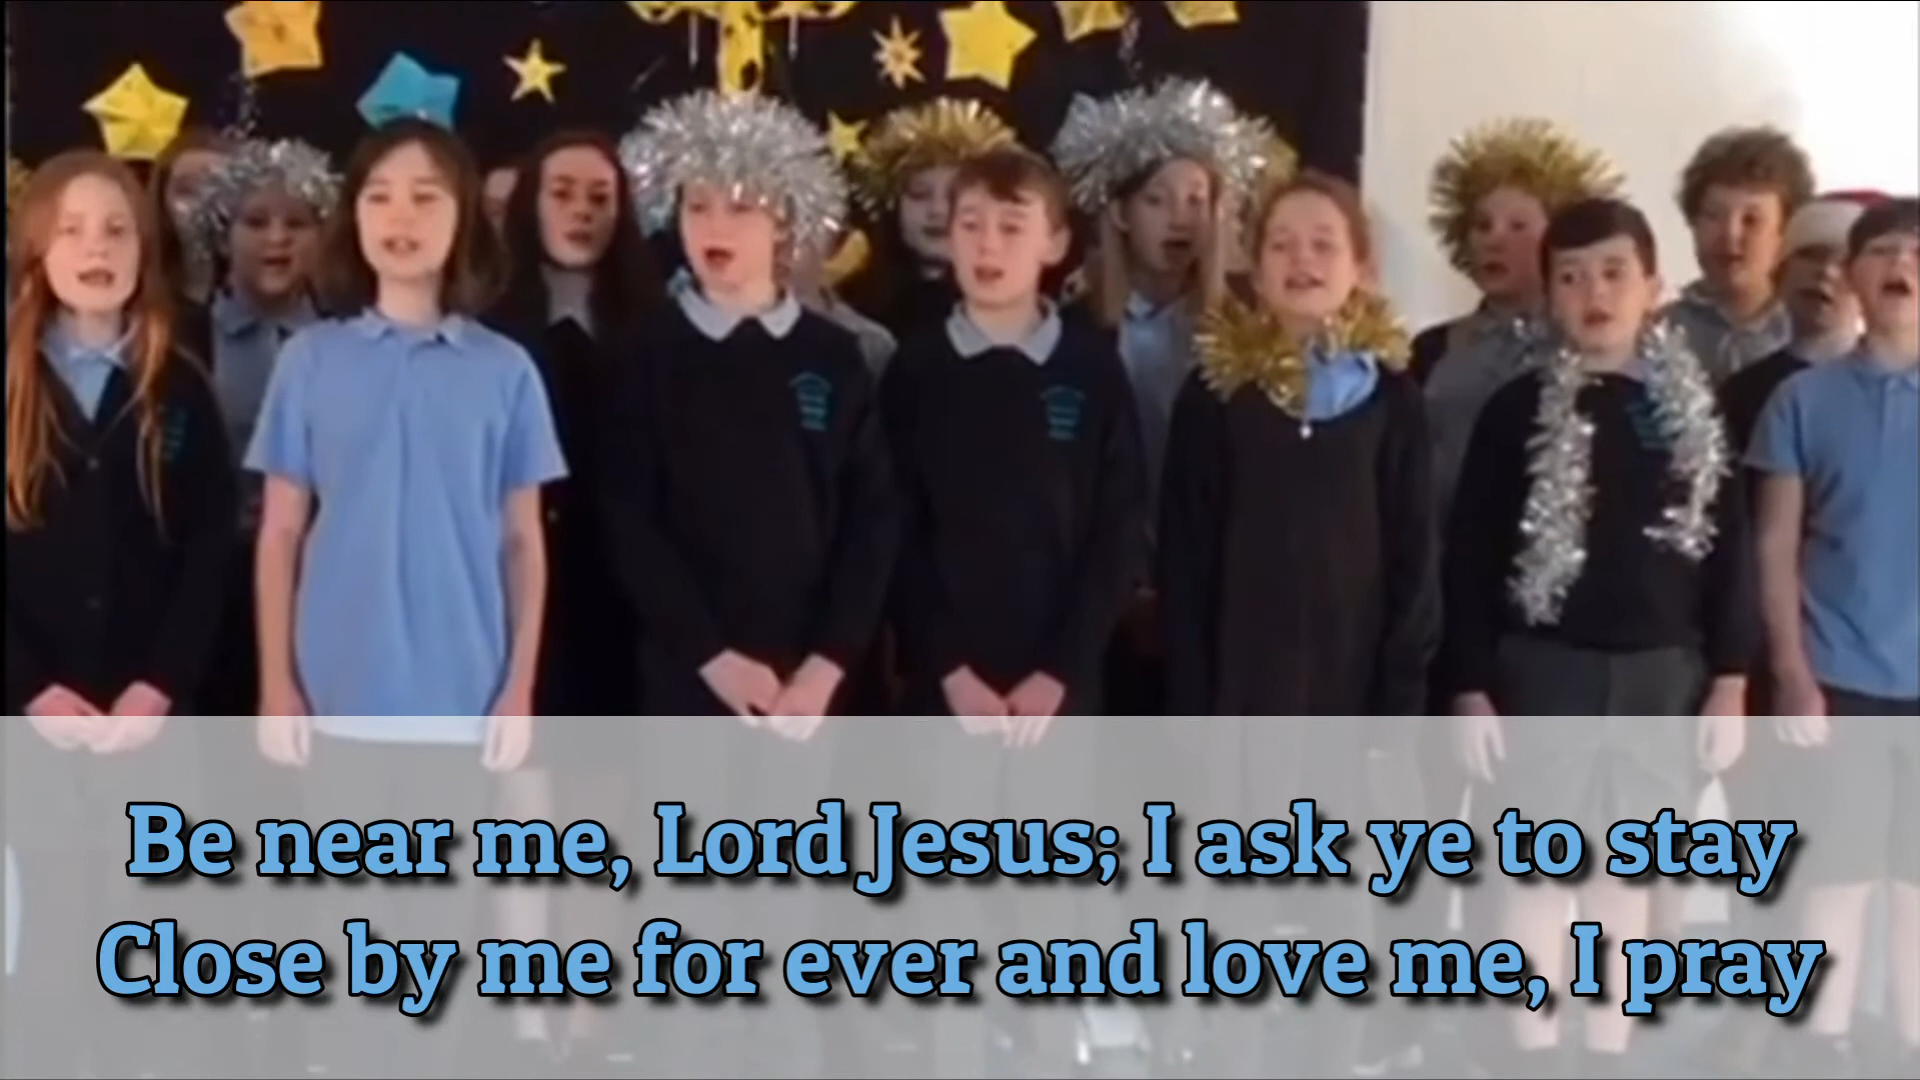 Be near me, Lord Jesus; I ask ye to stay
Close by me for ever and love me, I pray